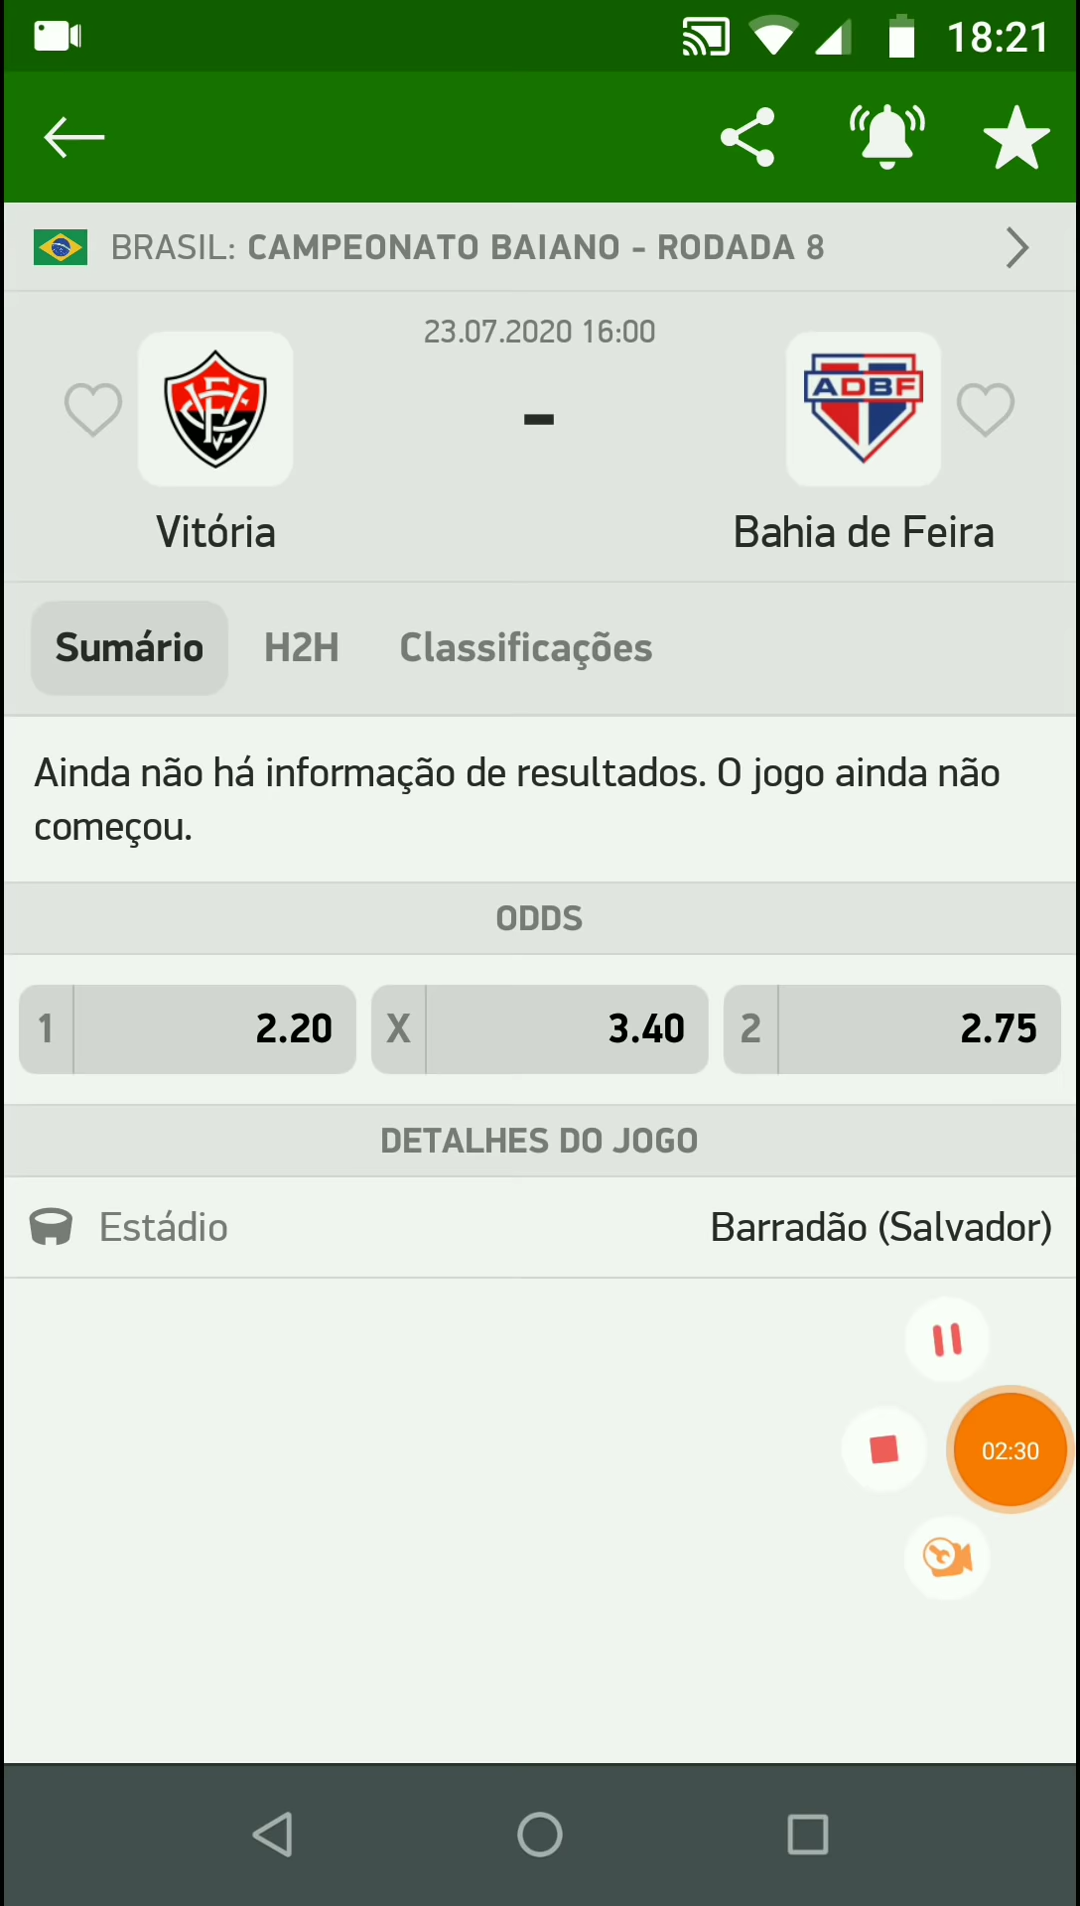 18:21
BRASIL: CAMPEONATO BAIANO - RODADA 8
23.07.2020 16:00
-
ADBF
Vitória
Bahia de Feira
Sumário H2H Classificações
Ainda não há informação de resultados. O jogo ainda não
começou.
ODDS
1 2.20 X 3.40 2 2.75
DETALHES DO JOGO
Estádio Barradão (Salvador)
02:30